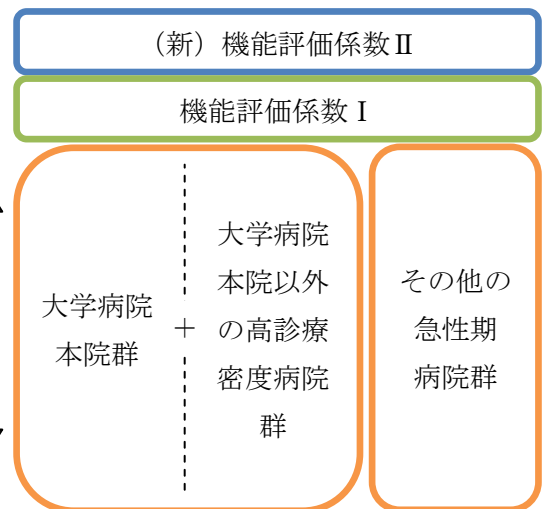 （新）機能評価係数Ⅱ
機能評価係数Ⅰ
大学病院
本院群
＋
大学病院
本院以外
の高診療
密度病院
群
その他の
急性期
病院群